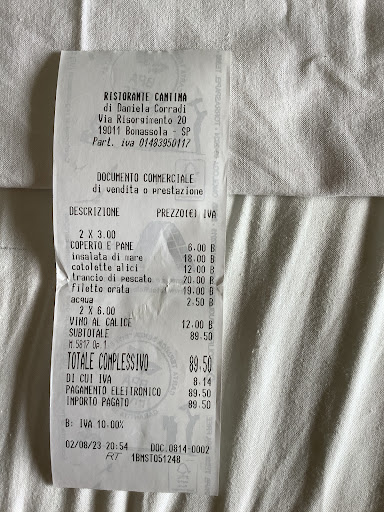 RISTORANTE CANTINA
di Daniela Corradi
Via Risorgimento 20
19011 Bonassola - SP
Part. iva 01483950117
DOCUMENTO COMMERCIALE
di vendita o prestazione
DESCRIZIONE PREZZO(€) IVA
2 X 3.00
COPERTO E PANE 6.00 B
insalata di mare 18.00 B
cotolette alici 12.00 B
trancio di pescato 20.00 B
filetto orata 19.00 B
acqua 2.50 B
2 X 6.00
VINO AL CALICE 12.00 B
SUBTOTALE 89.50
M.5817 Op.1
TOTALE COMPLESSIVO 89,50
DI CUI IVA 8.14
PAGAMENTO ELETTRONICO 89.50
IMPORTO PAGATO 89.50
B: IVA 10.00%
02/08/23 20:54 DOC.0814-0002
RT 1BMST051248